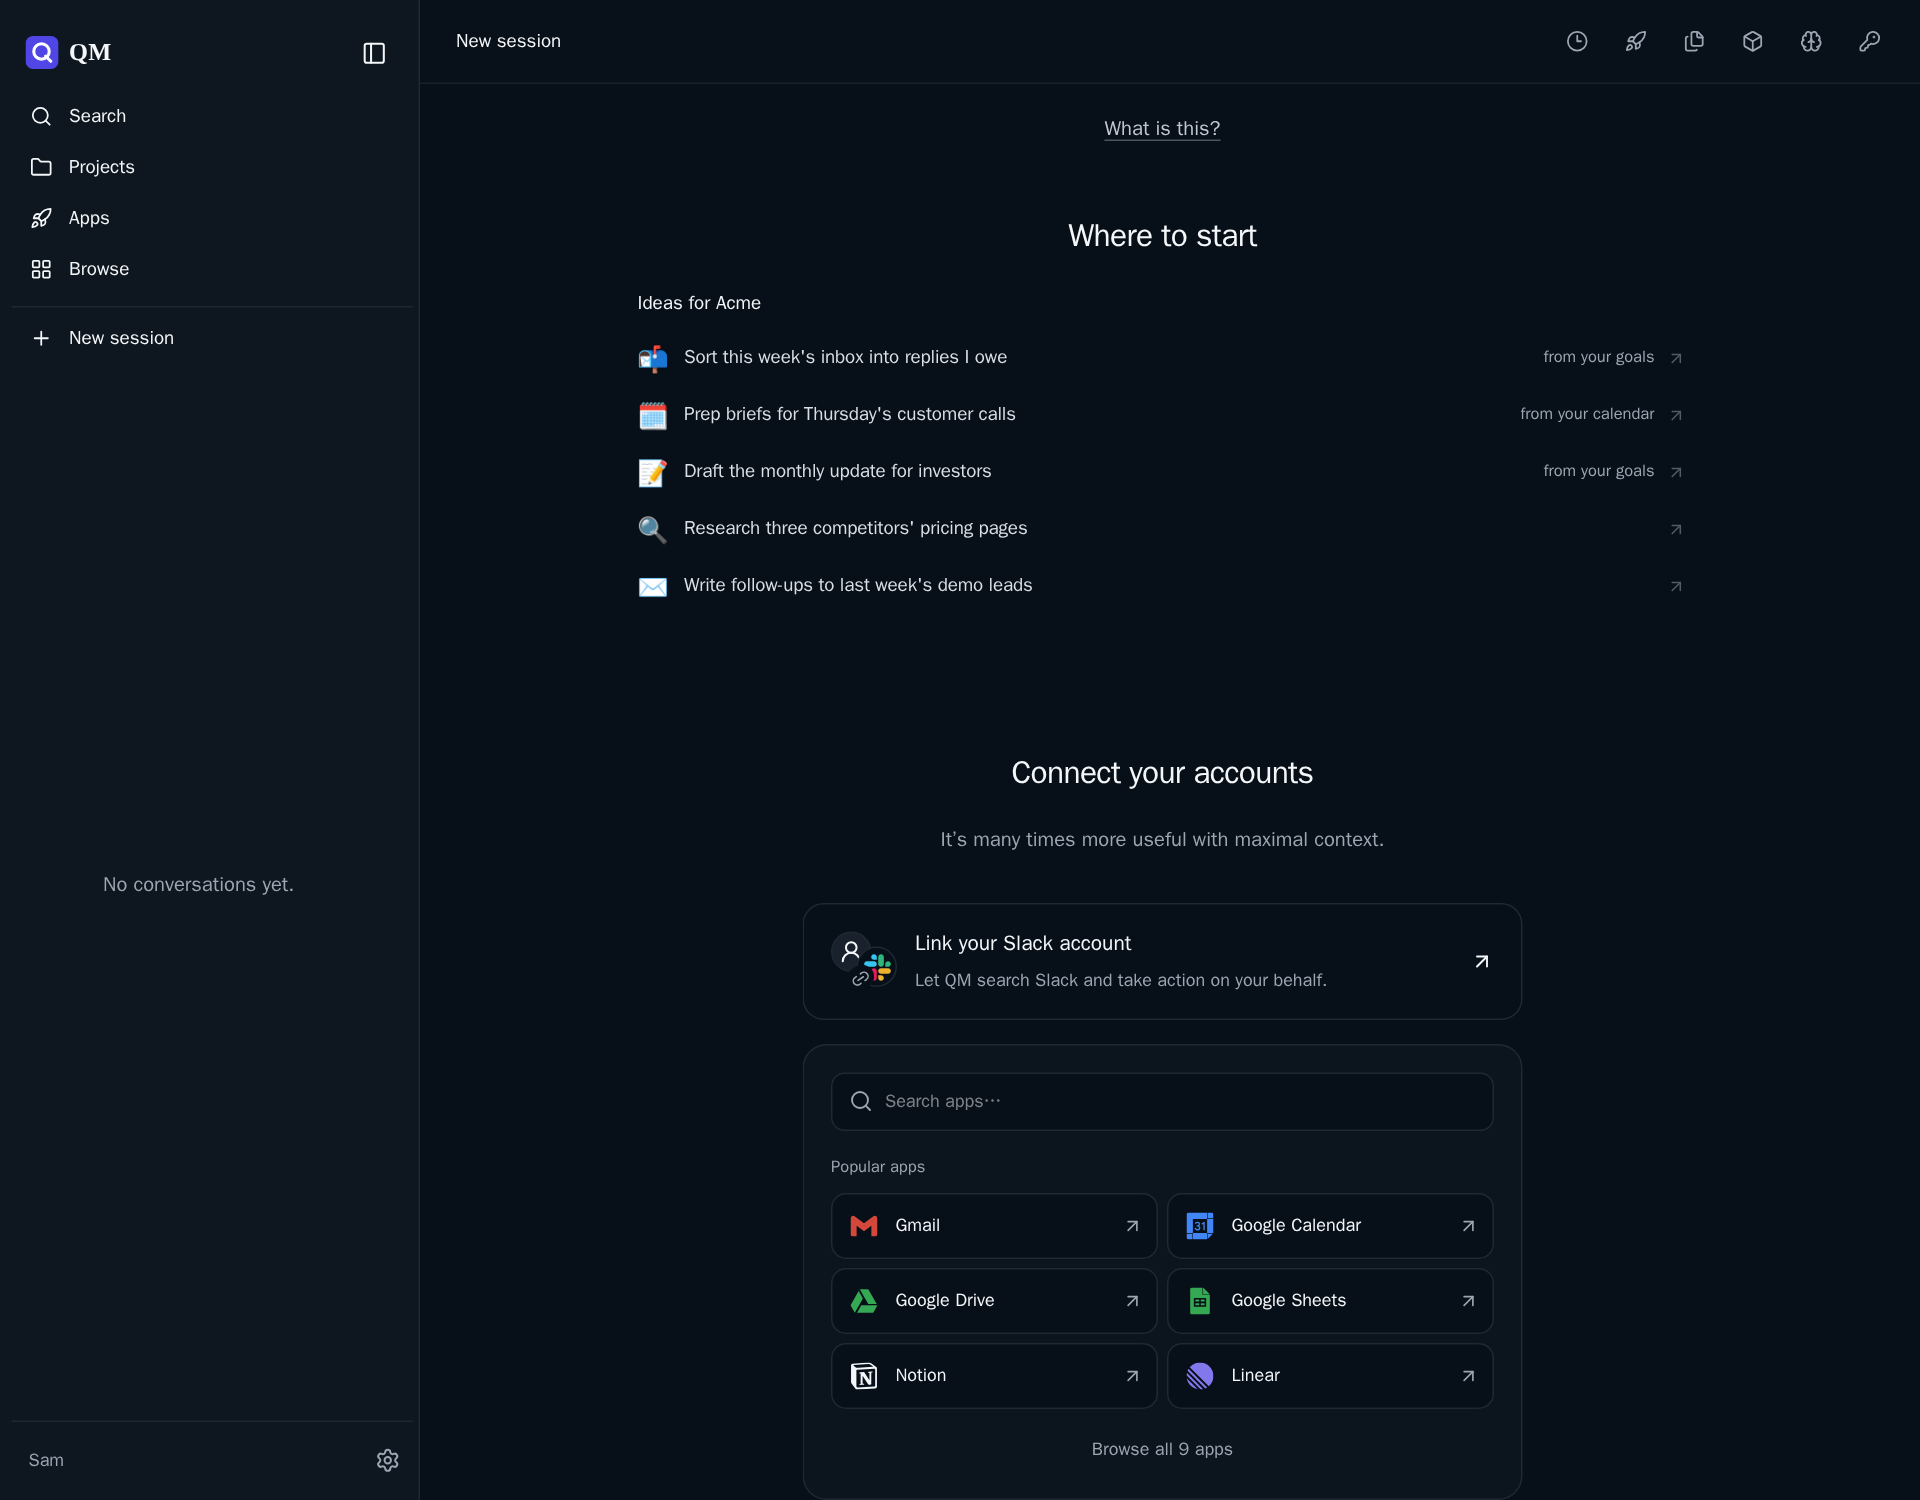 QM
Search
Projects
Apps
Browse
New session
No conversations yet.
Sam
New session
What is this?
Where to start
Ideas for Acme
Sort this week's inbox into replies I owe
from your goals
Prep briefs for Thursday's customer calls
from your calendar
Draft the monthly update for investors
from your goals
Research three competitors' pricing pages
Write follow-ups to last week's demo leads
Connect your accounts
It’s many times more useful with maximal context.
Link your Slack account
Let QM search Slack and take action on your behalf.
Search apps…
Popular apps
Gmail
31
Google Calendar
Google Drive
Google Sheets
Notion
Linear
Browse all 9 apps